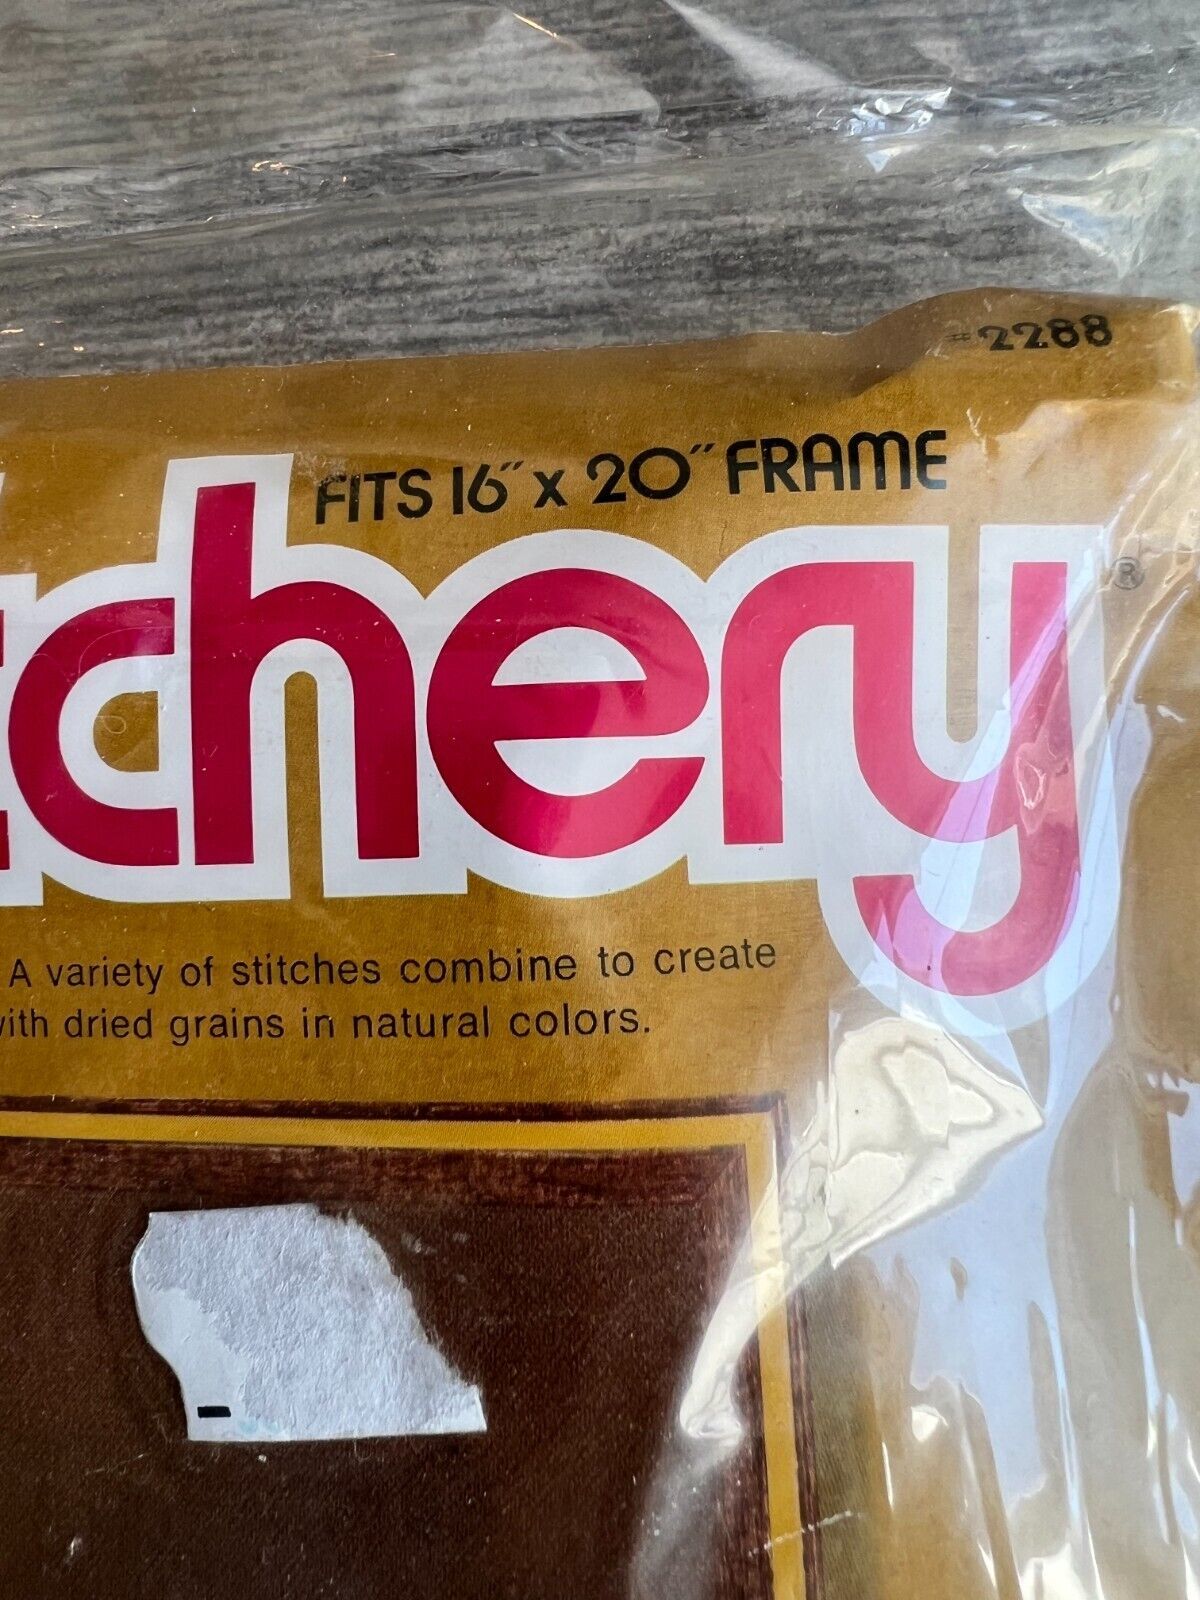 #2288
FITS 16" x 20" FRAME
tchery®
A variety of stitches combine to create
with dried grains in natural colors.